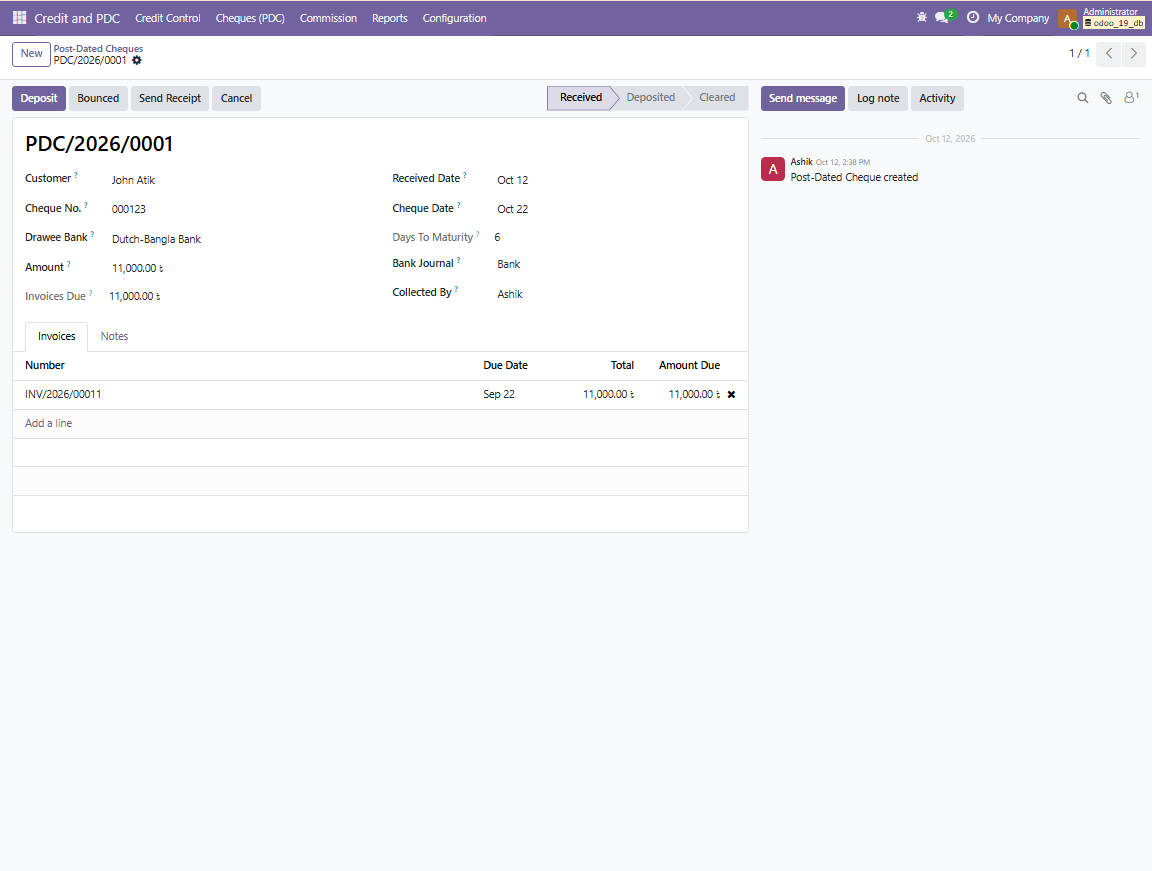 Credit and PDC Credit Control Cheques (PDC) Commission Reports Configuration 2 My Company A Administrator odoo_19_db
New Post-Dated Cheques
PDC/2026/0001 1 / 1
Deposit Bounced Send Receipt Cancel Received Deposited Cleared Send message Log note Activity 1
PDC/2026/0001
Customer ? John Atik Received Date ? Oct 12
Cheque No. ? 000123 Cheque Date ? Oct 22
Drawee Bank ? Dutch-Bangla Bank Days To Maturity ? 6
Amount ? 11,000.00 ৳ Bank Journal ? Bank
Invoices Due ? 11,000.00 ৳ Collected By ? Ashik
Invoices Notes
Number Due Date Total Amount Due
INV/2026/00011 Sep 22 11,000.00 ৳ 11,000.00 ৳
Add a line
Oct 12, 2026
A Ashik Oct 12, 2:38 PM
Post-Dated Cheque created